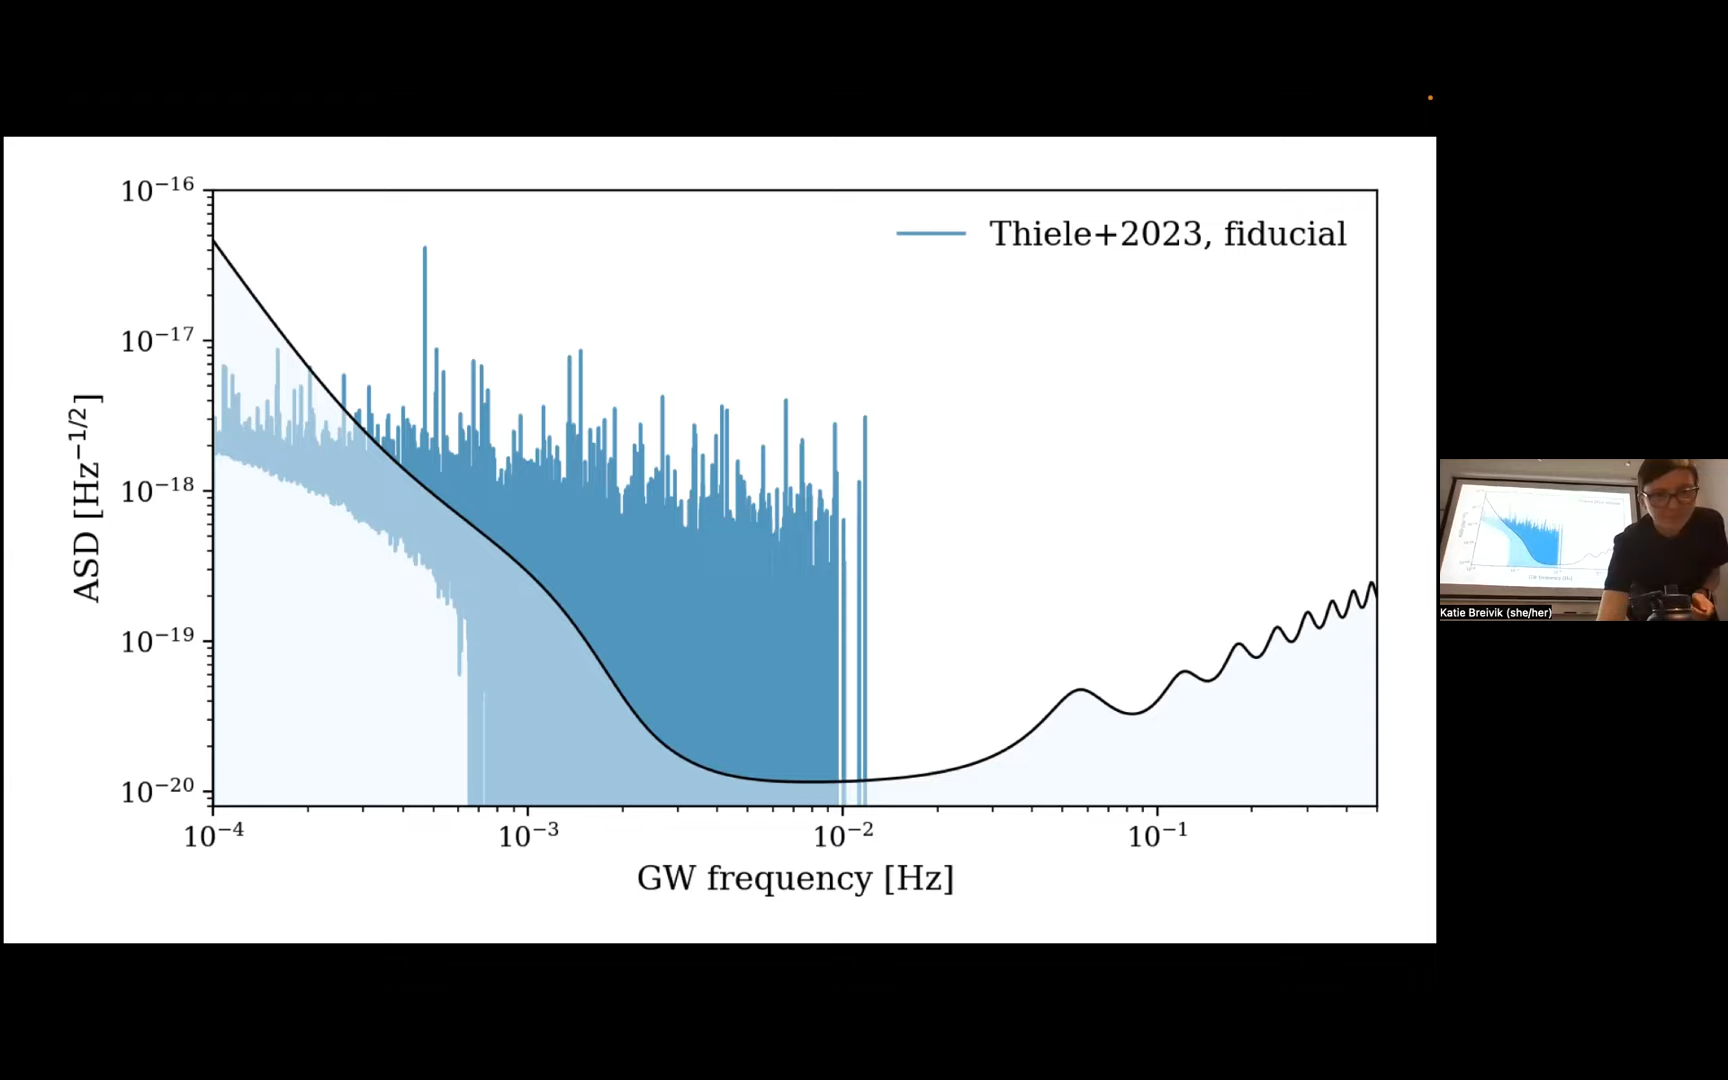 Thiele+2023, fiducial
10⁻¹⁶
10⁻¹⁷
10⁻¹⁸
10⁻¹⁹
10⁻²⁰
ASD [Hz⁻¹/²]
10⁻⁴
10⁻³
10⁻²
10⁻¹
GW frequency [Hz]
Katie Breivik (she/her)